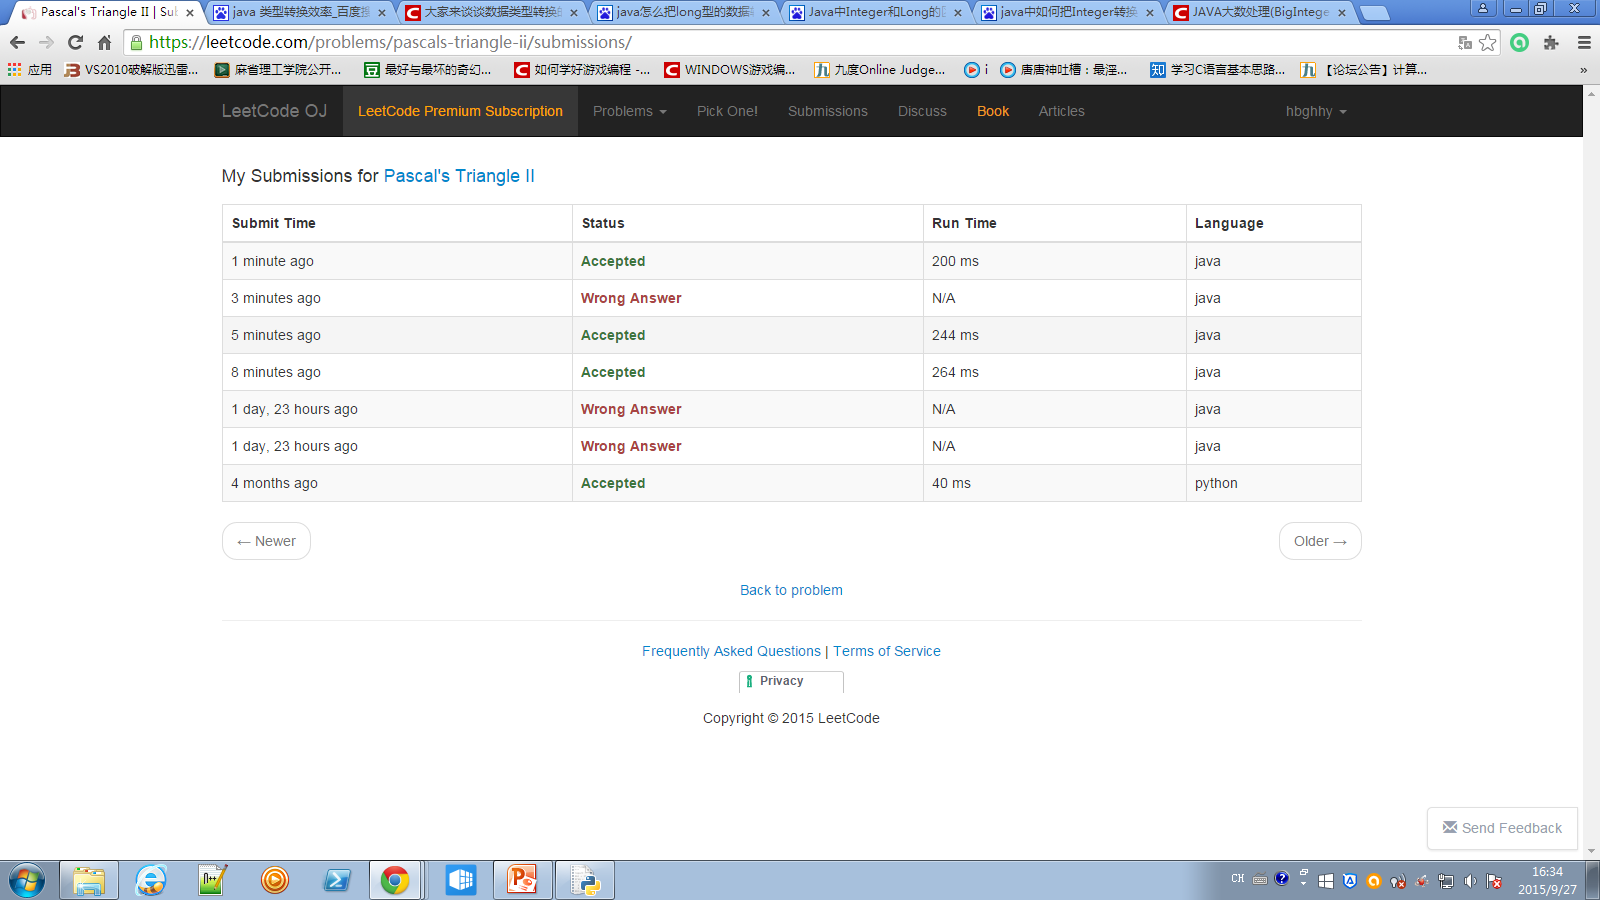 Pascal's Triangle II | Sub
java 类型转换效率_百度搜
大家来谈谈数据类型转换的
java怎么把long型的数据
Java中Integer和Long的
java中如何把Integer转换
JAVA大数处理(BigIntege
https://leetcode.com/problems/pascals-triangle-ii/submissions/
应用
VS2010破解版迅雷...
麻省理工学院公开...
最好与最坏的奇幻...
如何学好游戏编程 -...
WINDOWS游戏编...
九度Online Judge...
i
唐唐神吐槽：最淫...
学习C语言基本思路...
【论坛公告】计算...
»
LeetCode OJ
LeetCode Premium Subscription
Problems
Pick One!
Submissions
Discuss
Book
Articles
hbghhy
My Submissions for Pascal's Triangle II
Submit Time Status Run Time Language
1 minute ago Accepted 200 ms java
3 minutes ago Wrong Answer N/A java
5 minutes ago Accepted 244 ms java
8 minutes ago Accepted 264 ms java
1 day, 23 hours ago Wrong Answer N/A java
1 day, 23 hours ago Wrong Answer N/A java
4 months ago Accepted 40 ms python
← Newer
Older →
Back to problem
Frequently Asked Questions | Terms of Service
Privacy
Copyright © 2015 LeetCode
Send Feedback
CH
16:34
2015/9/27